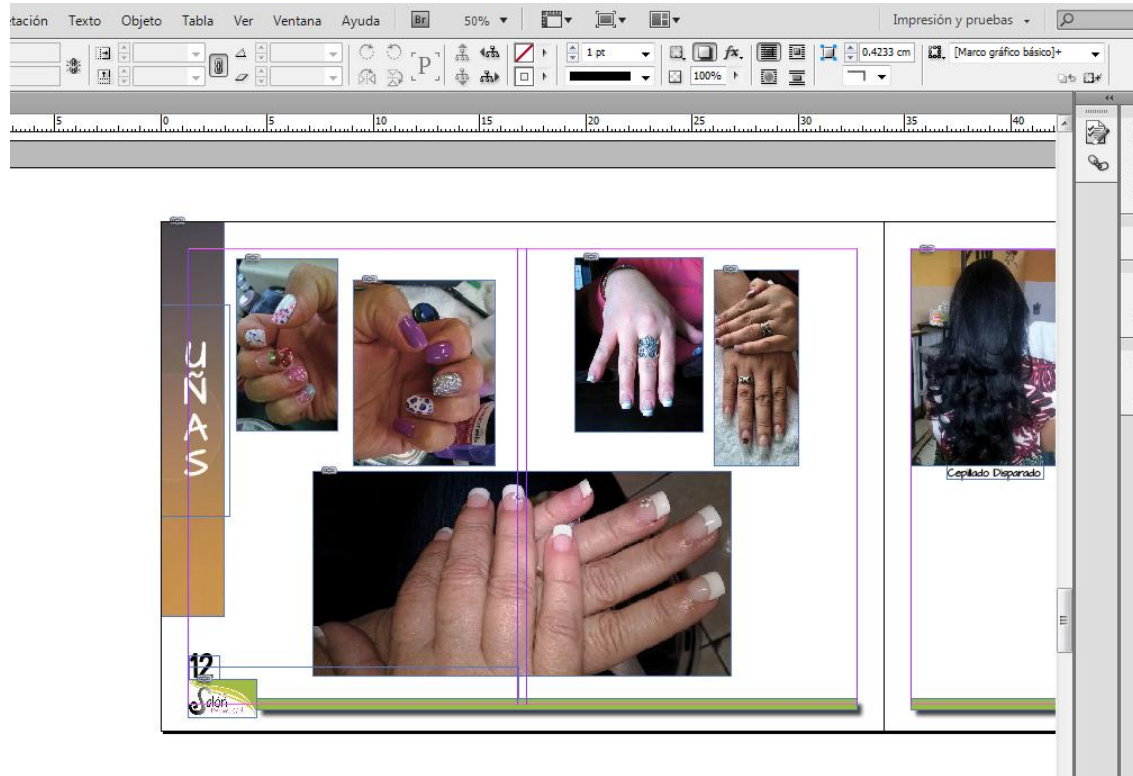 tación Texto Objeto Tabla Ver Ventana Ayuda Br 50% Impresión y pruebas
1 pt fx. 0,4233 cm [Marco gráfico básico]+
P 100%
5 0 5 10 15 20 25 30 35 40
UÑAS
Cepillado Disparado
12
Salón